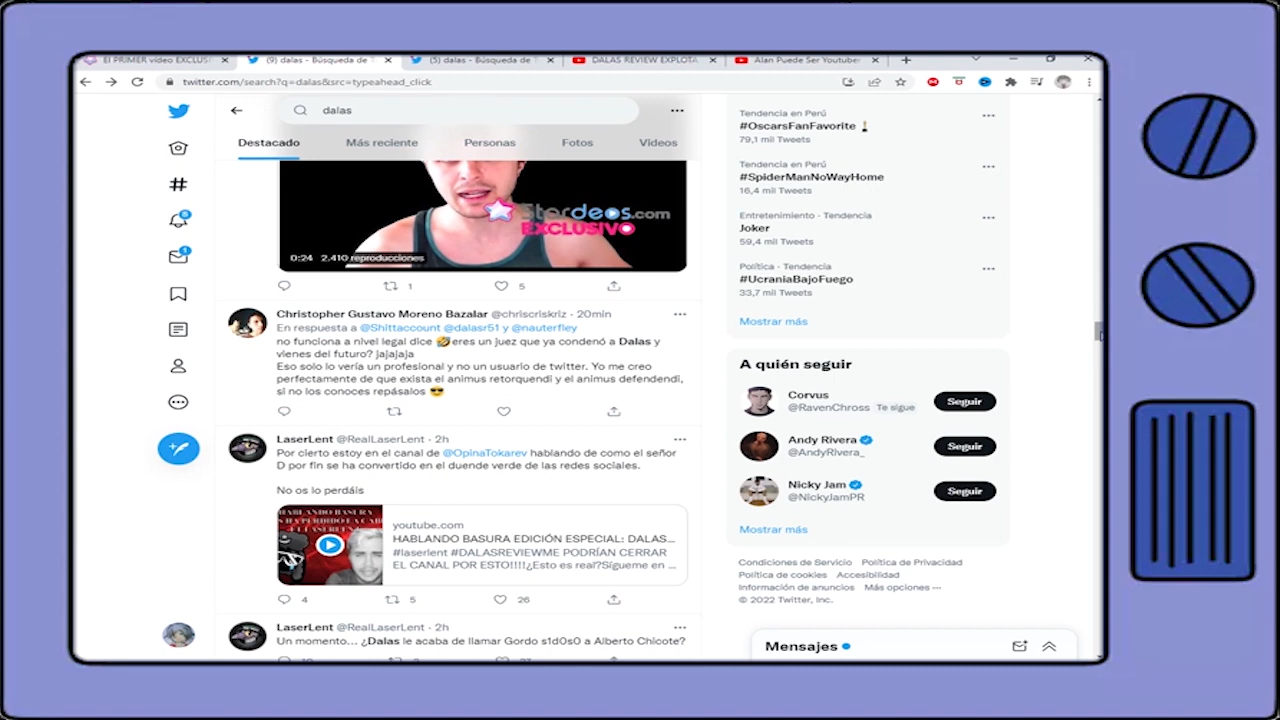 El PRIMER vídeo EXCLUS
(9) dalas - Búsqueda de T
(5) dalas - Búsqueda de T
DALAS REVIEW EXPLOTA
Alan Puede Ser Youtuber
twitter.com/search?q=dalas&src=typeahead_click
dalas
Destacado Más reciente Personas Fotos Videos
Stardeos.com
EXCLUSIVO
0:24 2.410 reproducciones
1 5
Christopher Gustavo Moreno Bazalar @chriscriskriz · 20min
En respuesta a @Shittaccount @dalasr51 y @nauterfley
no funciona a nivel legal dice 🤣eres un juez que ya condenó a Dalas y
vienes del futuro? jajajaja
Eso solo lo vería un profesional y no un usuario de twitter. Yo me creo
perfectamente de que exista el animus retorquendi y el animus defendendi,
si no los conoces repásalos 😎
LaserLent @RealLaserLent · 2h
Por cierto estoy en el canal de @OpinaTokarev hablando de como el señor
D por fin se ha convertido en el duende verde de las redes sociales.
No os lo perdáis
youtube.com
HABLANDO BASURA EDICIÓN ESPECIAL: DALAS...
#laserlent #DALASREVIEWME PODRÍAN CERRAR
EL CANAL POR ESTO!!!!¿Esto es real?Sígueme en ...
4 5 26
LaserLent @RealLaserLent · 2h
Un momento... ¿Dalas le acaba de llamar Gordo s1d0s0 a Alberto Chicote?
Tendencia en Perú
#OscarsFanFavorite
79,1 mil Tweets
Tendencia en Perú
#SpiderManNoWayHome
16,4 mil Tweets
Entretenimiento · Tendencia
Joker
59,4 mil Tweets
Política · Tendencia
#UcraniaBajoFuego
33,7 mil Tweets
Mostrar más
A quién seguir
Corvus
@RavenChross Te sigue
Seguir
Andy Rivera
@AndyRivera_
Seguir
Nicky Jam
@NickyJamPR
Seguir
Mostrar más
Condiciones de Servicio Política de Privacidad
Política de cookies Accesibilidad
Información de anuncios Más opciones ···
© 2022 Twitter, Inc.
Mensajes